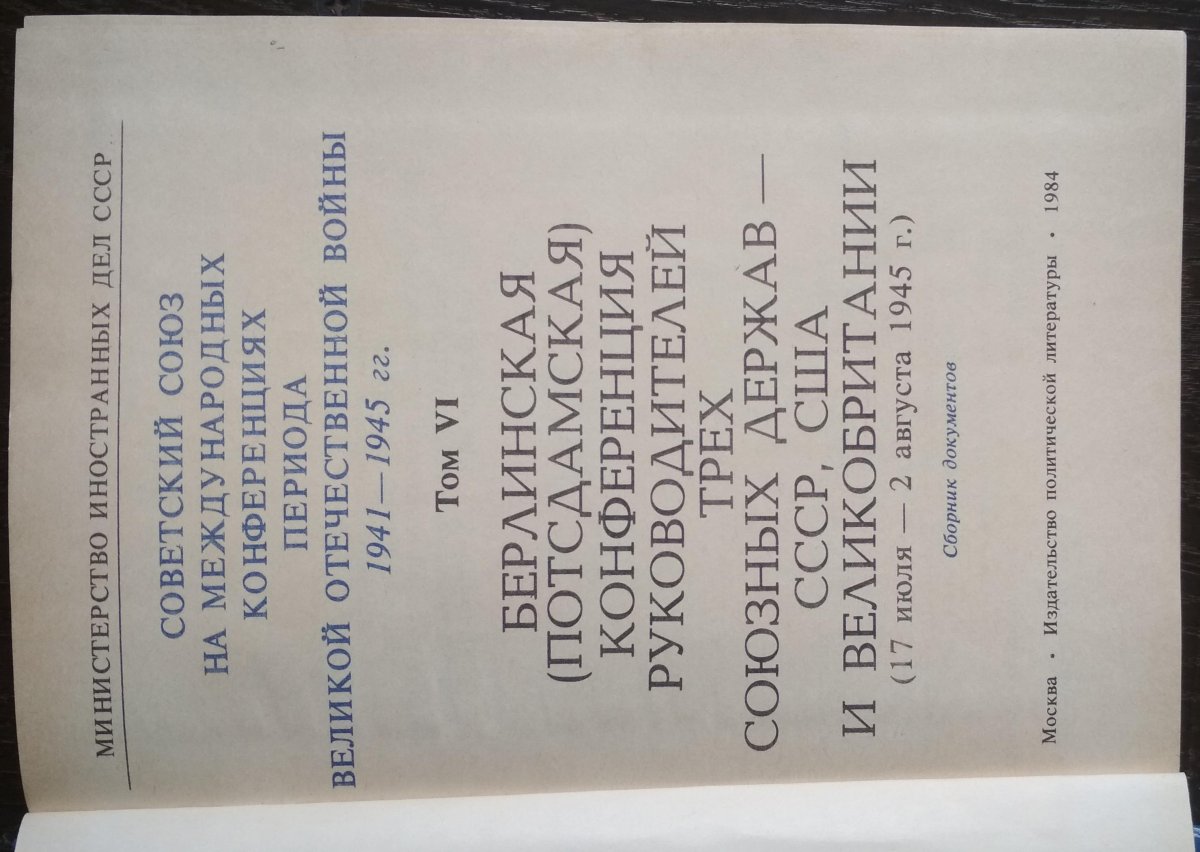 МИНИСТЕРСТВО ИНОСТРАННЫХ ДЕЛ СССР
СОВЕТСКИЙ СОЮЗ
НА МЕЖДУНАРОДНЫХ
КОНФЕРЕНЦИЯХ
ПЕРИОДА
ВЕЛИКОЙ ОТЕЧЕСТВЕННОЙ ВОЙНЫ
1941—1945 гг.
Том VI
БЕРЛИНСКАЯ
(ПОТСДАМСКАЯ)
КОНФЕРЕНЦИЯ
РУКОВОДИТЕЛЕЙ
ТРЕХ
СОЮЗНЫХ ДЕРЖАВ —
СССР, США
И ВЕЛИКОБРИТАНИИ
(17 июля — 2 августа 1945 г.)
Сборник документов
Москва • Издательство политической литературы • 1984